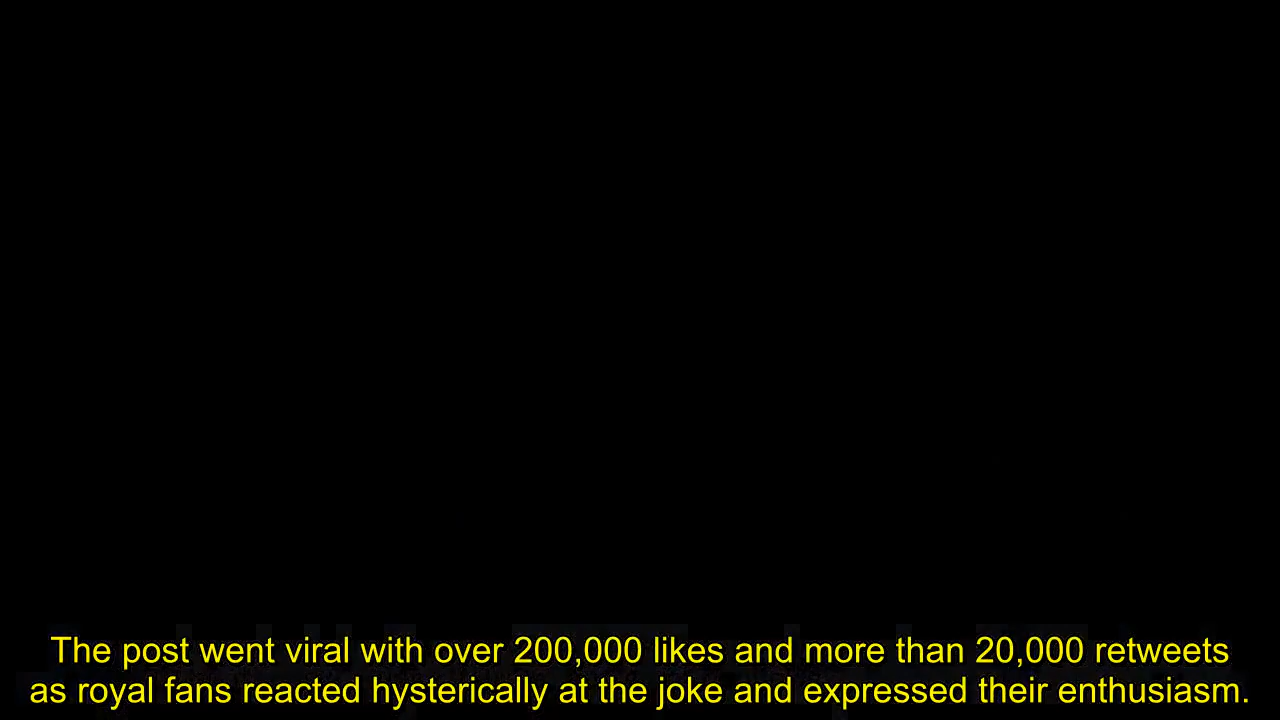 The post went viral with over 200,000 likes and more than 20,000 retweets
as royal fans reacted hysterically at the joke and expressed their enthusiasm.